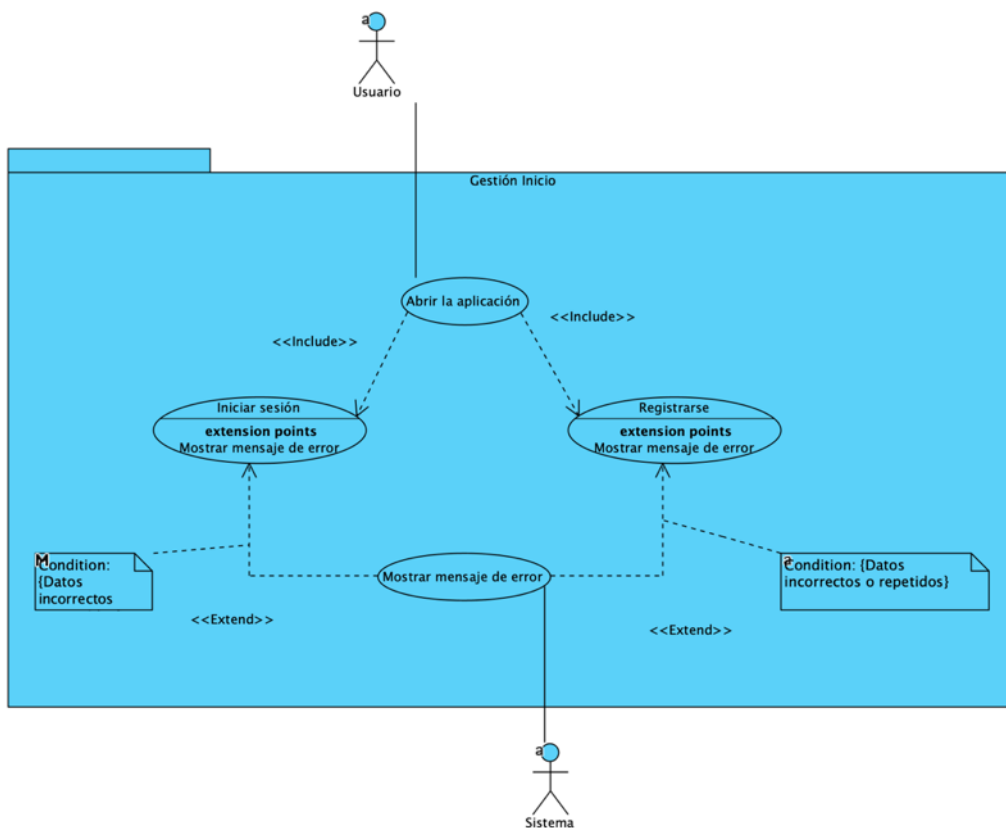 a
Usuario
Gestión Inicio
Abrir la aplicación
<<Include>>
<<Include>>
Iniciar sesión
extension points
Mostrar mensaje de error
Registrarse
extension points
Mostrar mensaje de error
M
Condition:
{Datos
incorrectos
Mostrar mensaje de error
a
Condition: {Datos
incorrectos o repetidos}
<<Extend>>
<<Extend>>
a
Sistema